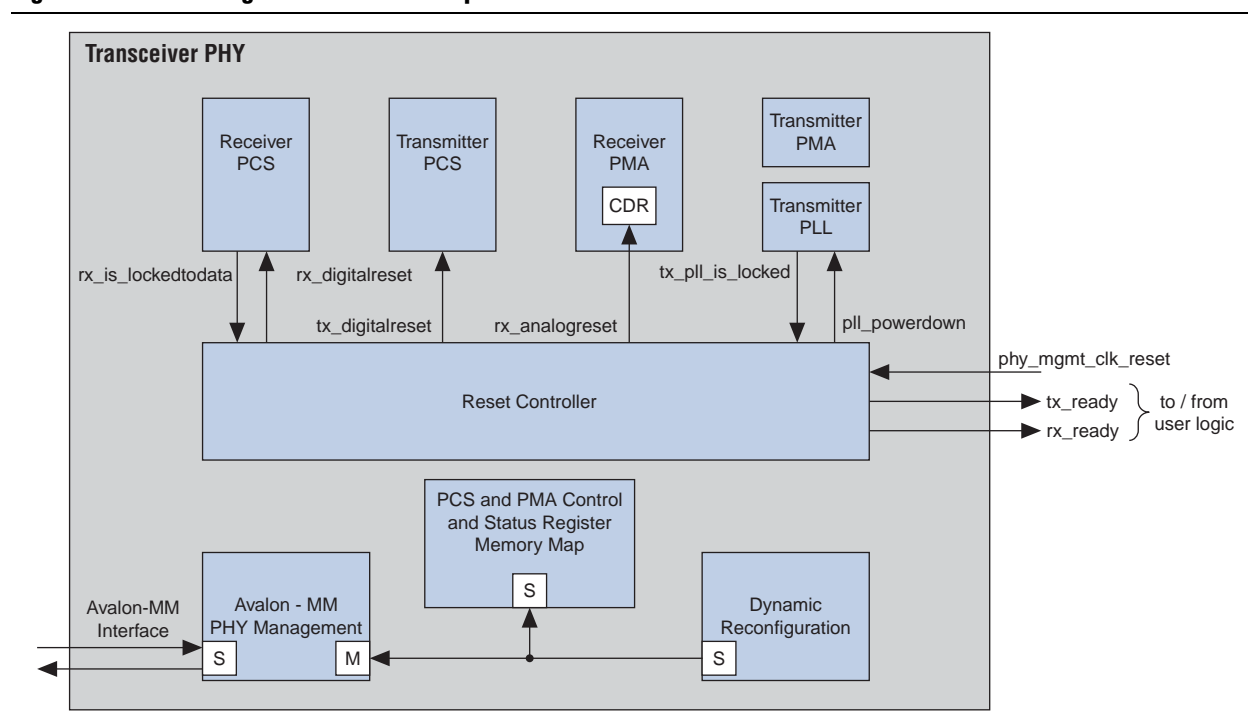 Transceiver PHY
Receiver
PCS
Transmitter
PCS
Receiver
PMA
CDR
Transmitter
PMA
Transmitter
PLL
rx_is_lockedtodata
rx_digitalreset
tx_pll_is_locked
tx_digitalreset
rx_analogreset
pll_powerdown
phy_mgmt_clk_reset
Reset Controller
tx_ready
rx_ready
to / from
user logic
PCS and PMA Control
and Status Register
Memory Map
S
Avalon-MM
Interface
Avalon - MM
PHY Management
S
M
Dynamic
Reconfiguration
S